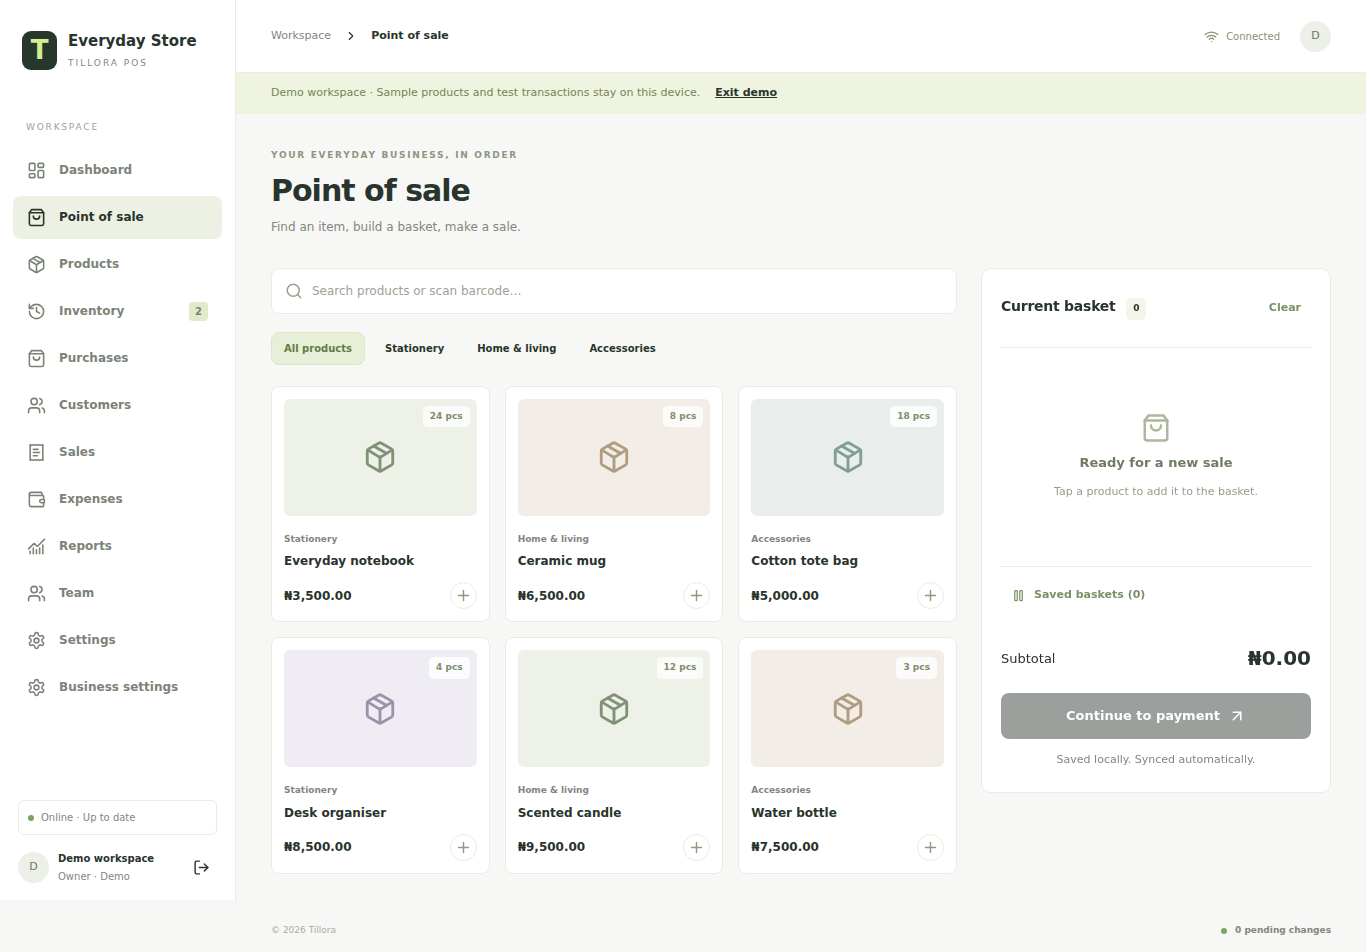 T
Everyday Store
TILLORA POS
WORKSPACE
Dashboard
Point of sale
Products
Inventory 2
Purchases
Customers
Sales
Expenses
Reports
Team
Settings
Business settings
Online · Up to date
D
Demo workspace
Owner · Demo
Workspace Point of sale
Connected D
Demo workspace · Sample products and test transactions stay on this device. Exit demo
YOUR EVERYDAY BUSINESS, IN ORDER
Point of sale
Find an item, build a basket, make a sale.
Search products or scan barcode...
All products Stationery Home & living Accessories
24 pcs
Stationery
Everyday notebook
₦3,500.00
8 pcs
Home & living
Ceramic mug
₦6,500.00
18 pcs
Accessories
Cotton tote bag
₦5,000.00
4 pcs
Stationery
Desk organiser
₦8,500.00
12 pcs
Home & living
Scented candle
₦9,500.00
3 pcs
Accessories
Water bottle
₦7,500.00
Current basket 0 Clear
Ready for a new sale
Tap a product to add it to the basket.
Saved baskets (0)
Subtotal ₦0.00
Continue to payment
Saved locally. Synced automatically.
© 2026 Tillora
0 pending changes